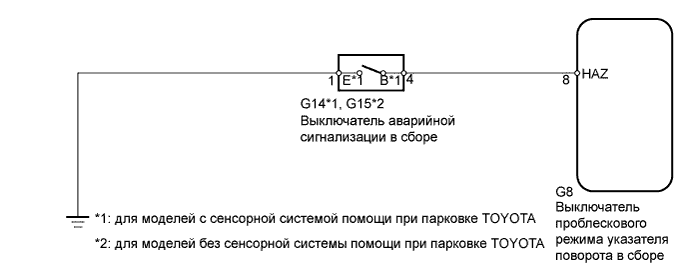 1 E*1 B*1 4
8 HAZ
G14*1, G15*2
Выключатель аварийной
сигнализации в сборе
G8
Выключатель
проблескового
режима указателя
поворота в сборе
*1: для моделей с сенсорной системой помощи при парковке TOYOTA
*2: для моделей без сенсорной системы помощи при парковке TOYOTA